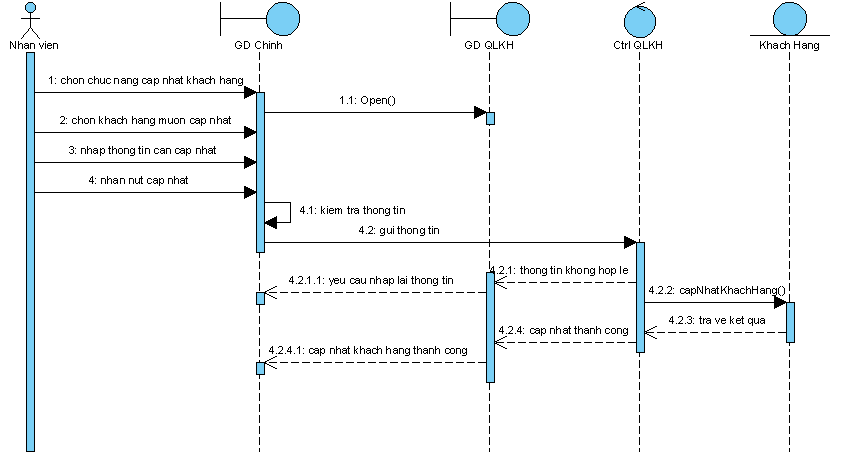 Nhan vien
GD Chinh
GD QLKH
Ctrl QLKH
Khach Hang
1: chon chuc nang cap nhat khach hang
1.1: Open()
2: chon khach hang muon cap nhat
3: nhap thong tin can cap nhat
4: nhan nut cap nhat
4.1: kiem tra thong tin
4.2: gui thong tin
4.2.1: thong tin khong hop le
4.2.1.1: yeu cau nhap lai thong tin
4.2.2: capNhatKhachHang()
4.2.3: tra ve ket qua
4.2.4: cap nhat thanh cong
4.2.4.1: cap nhat khach hang thanh cong